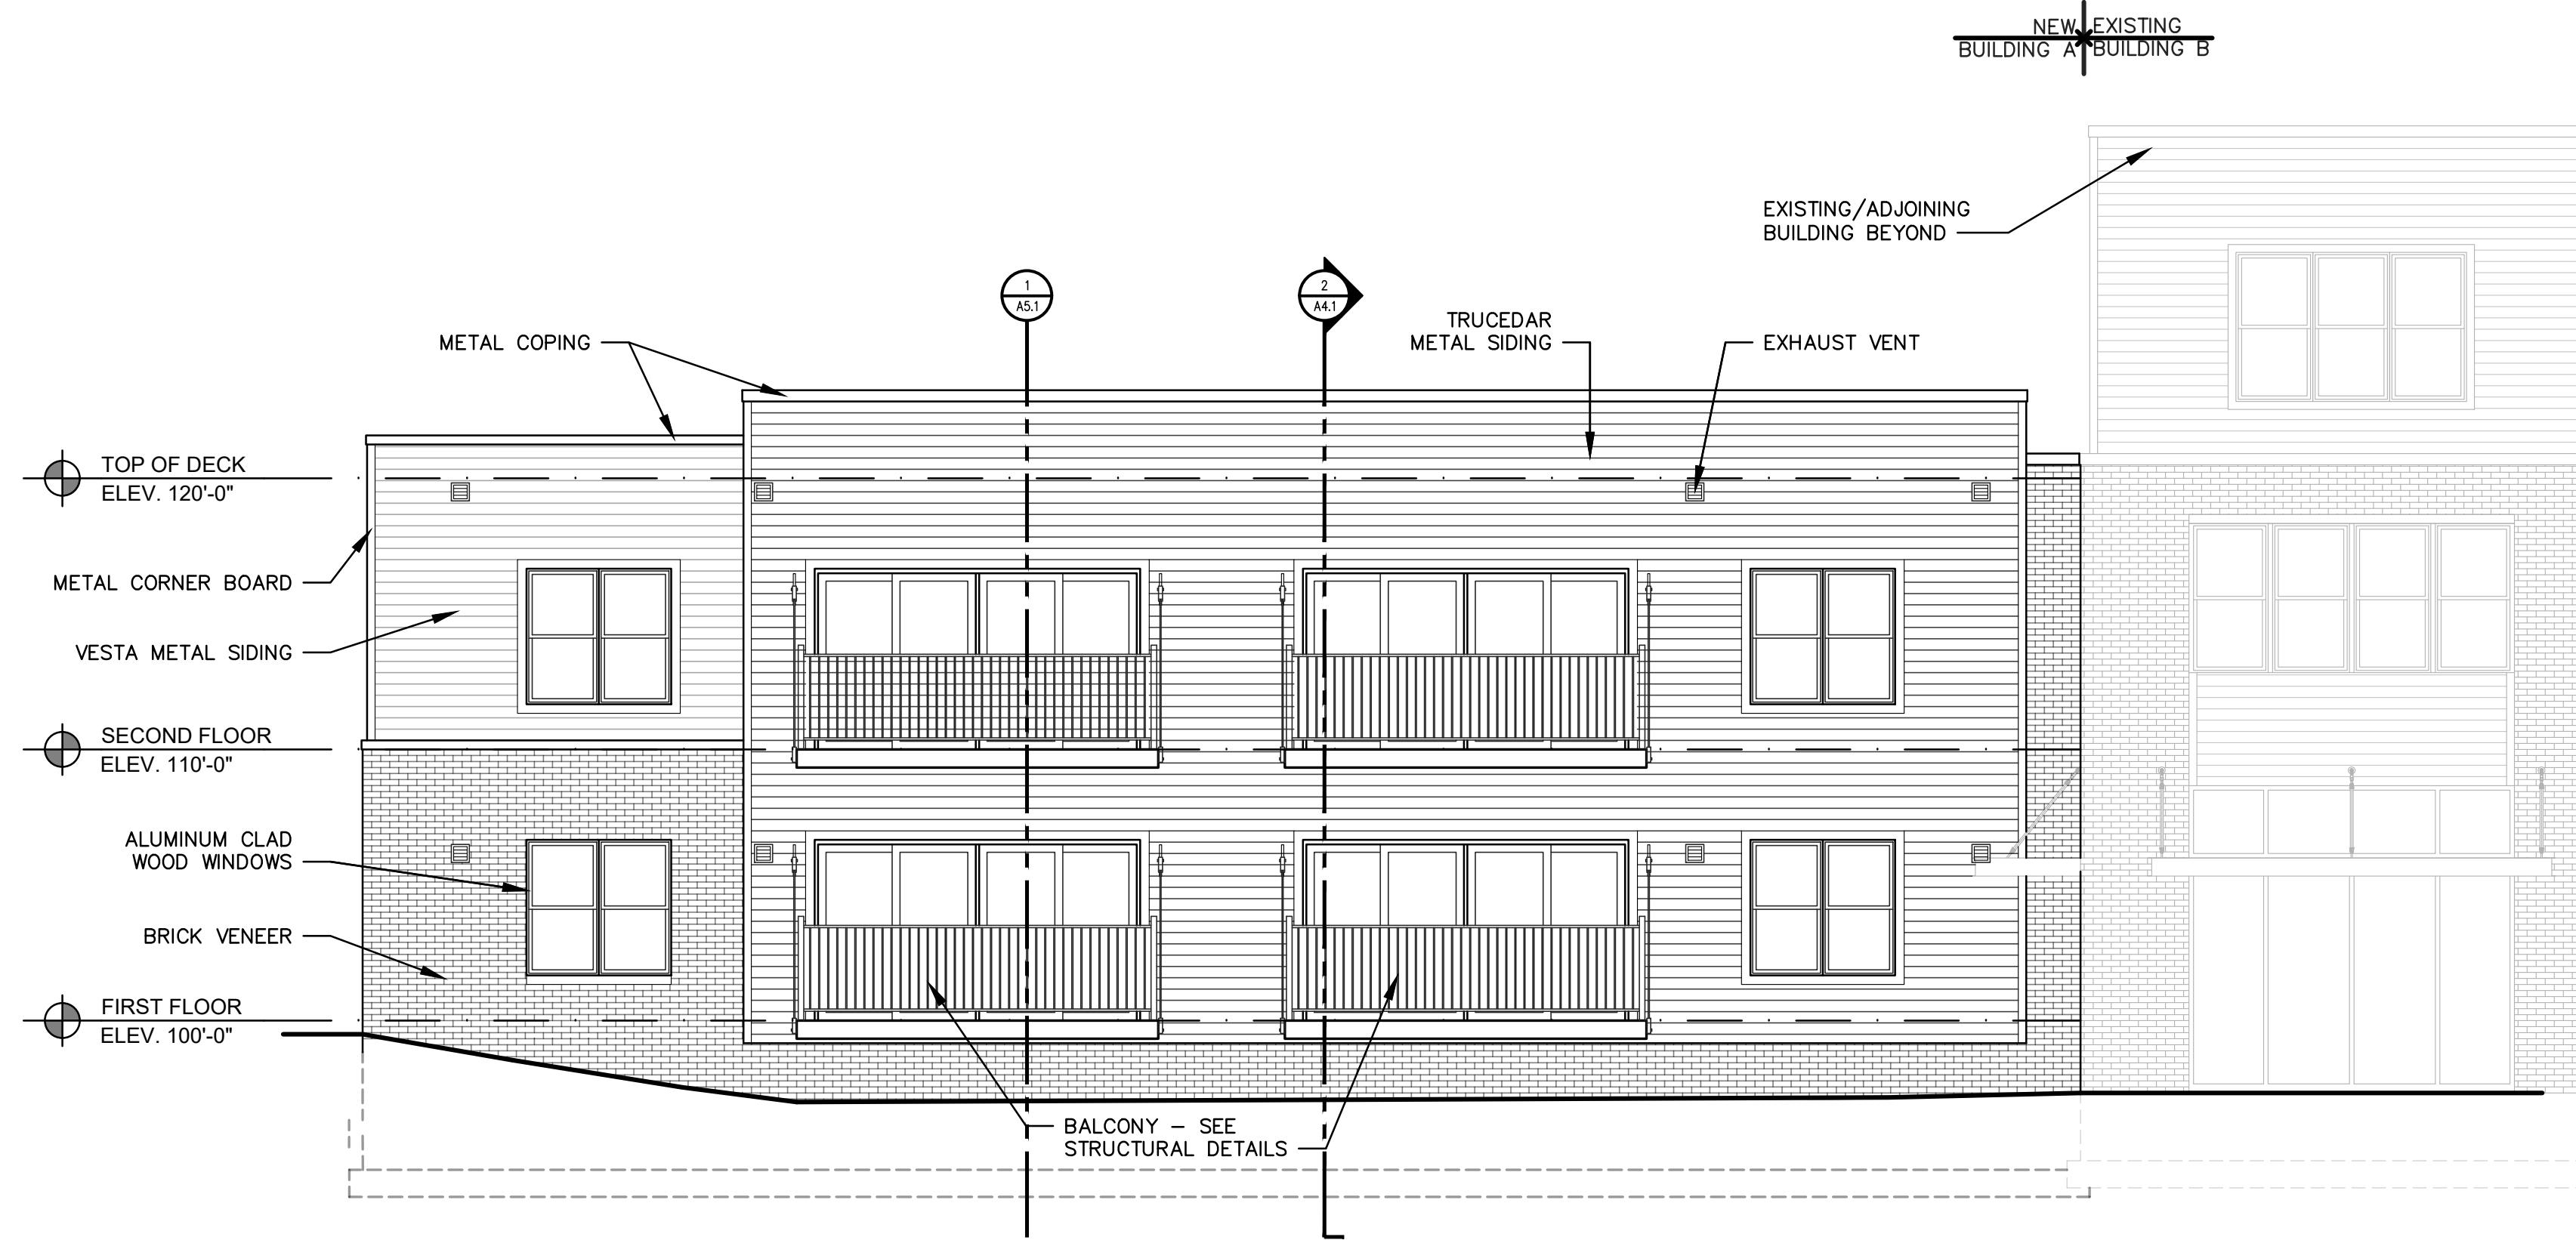 NEW EXISTING
BUILDING A BUILDING B
EXISTING/ADJOINING
BUILDING BEYOND
1
A5.1
2
A4.1
METAL COPING
TRUCEDAR
METAL SIDING
EXHAUST VENT
TOP OF DECK
ELEV. 120'-0"
METAL CORNER BOARD
VESTA METAL SIDING
SECOND FLOOR
ELEV. 110'-0"
ALUMINUM CLAD
WOOD WINDOWS
BRICK VENEER
FIRST FLOOR
ELEV. 100'-0"
BALCONY – SEE
STRUCTURAL DETAILS